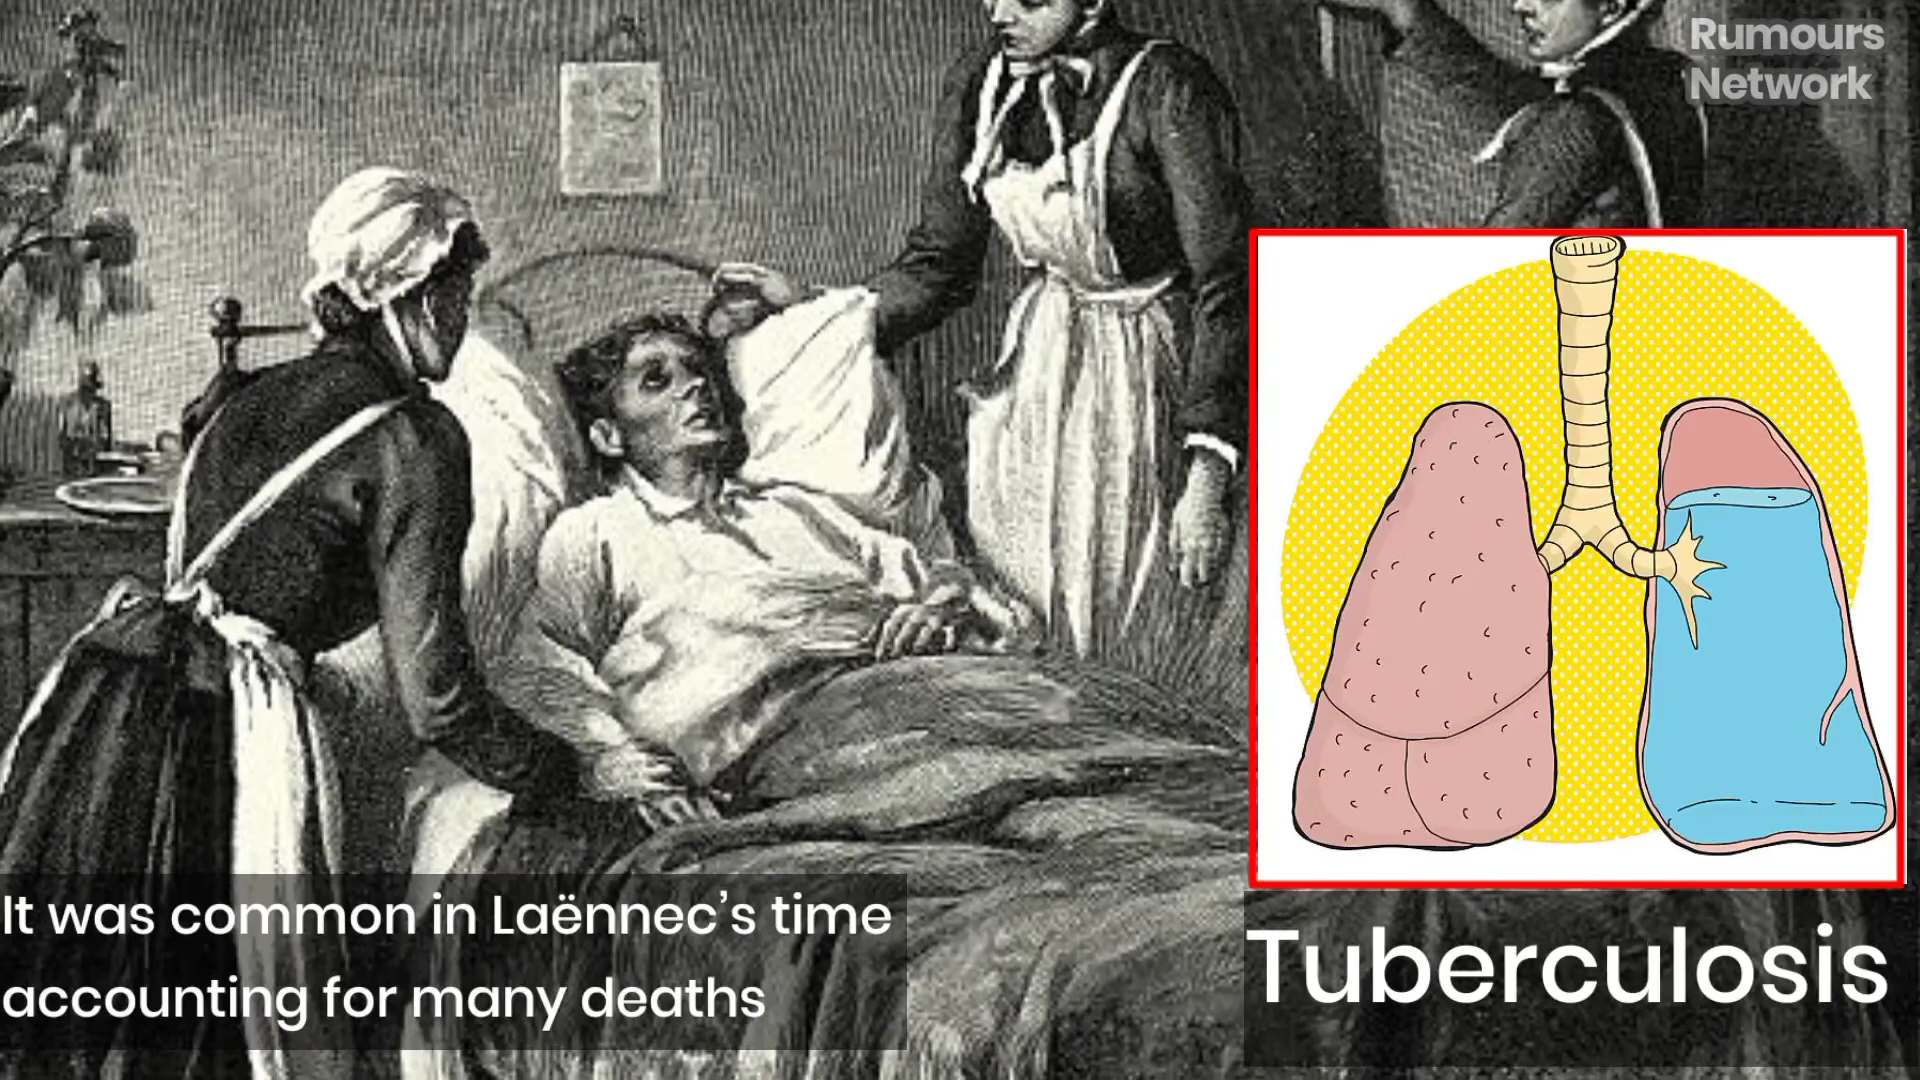 Rumours
Network
It was common in Laënnec’s time
accounting for many deaths
Tuberculosis